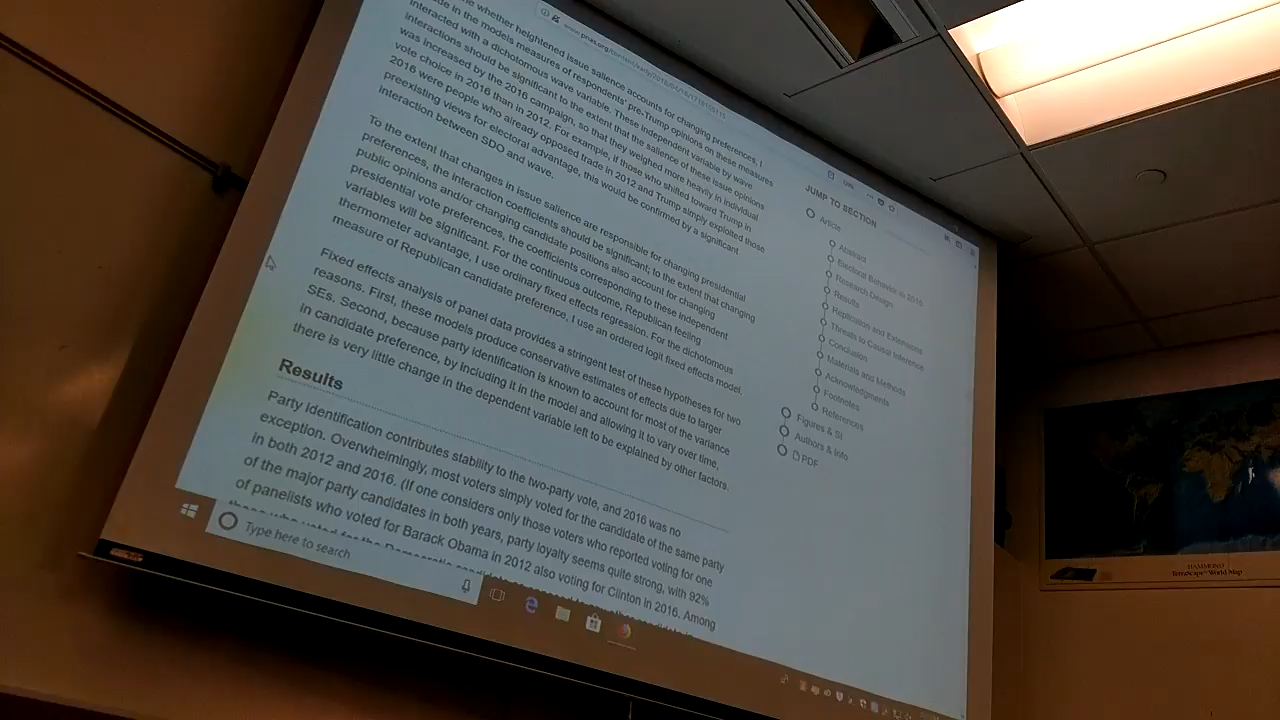 www.pnas.org/content/early/2018/04/18/1718155115
whether heightened issue salience accounts for changing preferences, I
in the models measures of respondents' pre-Trump opinions on these measures
interacted with a dichotomous wave variable. These independent variable by wave
interactions should be significant to the extent that the salience of these issue opinions
was increased by the 2016 campaign, so that they weighed more heavily in individual
vote choice in 2016 than in 2012. For example, if those who shifted toward Trump in
2016 were people who already opposed trade in 2012 and Trump simply exploited those
preexisting views for electoral advantage, this would be confirmed by a significant
interaction between SDO and wave.
To the extent that changes in issue salience are responsible for changing presidential
preferences, the interaction coefficients should be significant; to the extent that changing
public opinions and/or changing candidate positions also account for changing
presidential vote preferences, the coefficients corresponding to these independent
variables will be significant. For the continuous outcome, Republican feeling
thermometer advantage, I use ordinary fixed effects regression. For the dichotomous
measure of Republican candidate preference, I use an ordered logit fixed effects model.
Fixed effects analysis of panel data provides a stringent test of these hypotheses for two
reasons. First, these models produce conservative estimates of effects due to larger
SEs. Second, because party identification is known to account for most of the variance
in candidate preference, by including it in the model and allowing it to vary over time,
there is very little change in the dependent variable left to be explained by other factors.
Results
Party identification contributes stability to the two-party vote, and 2016 was no
exception. Overwhelmingly, most voters simply voted for the candidate of the same party
in both 2012 and 2016. (If one considers only those voters who reported voting for one
of the major party candidates in both years, party loyalty seems quite strong, with 92%
of panelists who voted for Barack Obama in 2012 also voting for Clinton in 2016. Among
those who voted for the Democratic
JUMP TO SECTION
Article
Abstract
Electoral Behavior in 2016
Research Design
Results
Replication and Extensions
Threats to Causal Inference
Conclusion
Materials and Methods
Acknowledgments
Footnotes
References
Figures & SI
Authors & Info
PDF
Type here to search
HAMMOND
TerraScape™ World Map